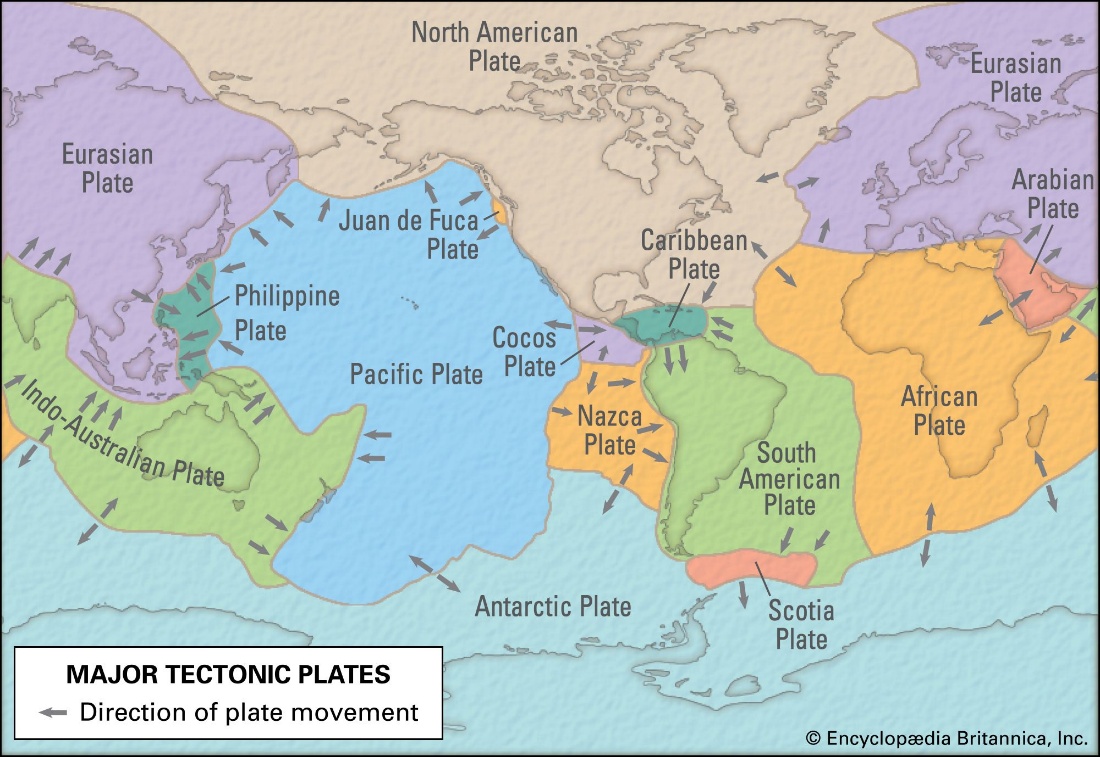 North American
Plate
Eurasian
Plate
Eurasian
Plate
Arabian
Plate
Juan de Fuca
Plate
Caribbean
Plate
Philippine
Plate
Cocos
Plate
Pacific Plate
Indo-Australian Plate
Nazca
Plate
African
Plate
South
American
Plate
Antarctic Plate
Scotia
Plate
MAJOR TECTONIC PLATES
Direction of plate movement
© Encyclopædia Britannica, Inc.